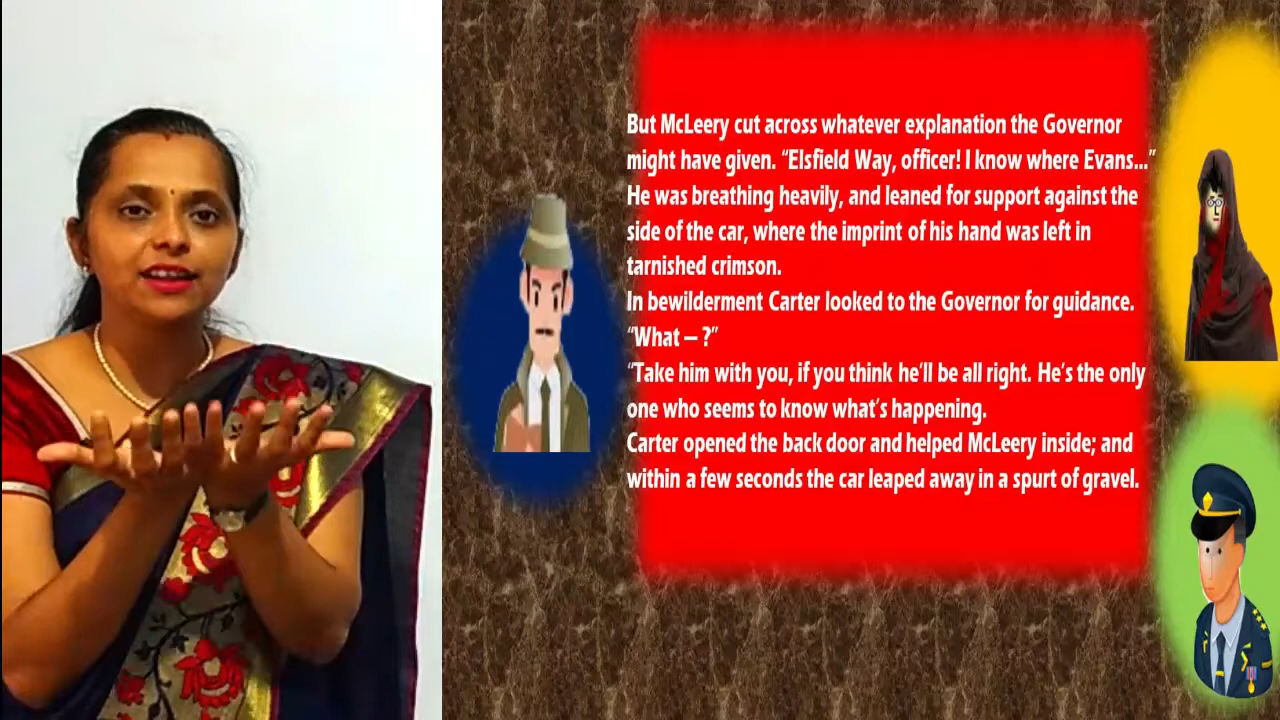 But McLeery cut across whatever explanation the Governor
might have given. “Elsfield Way, officer! I know where Evans...”
He was breathing heavily, and leaned for support against the
side of the car, where the imprint of his hand was left in
tarnished crimson.
In bewilderment Carter looked to the Governor for guidance.
“What – ?”
“Take him with you, if you think he’ll be all right. He’s the only
one who seems to know what’s happening.
Carter opened the back door and helped McLeery inside; and
within a few seconds the car leaped away in a spurt of gravel.